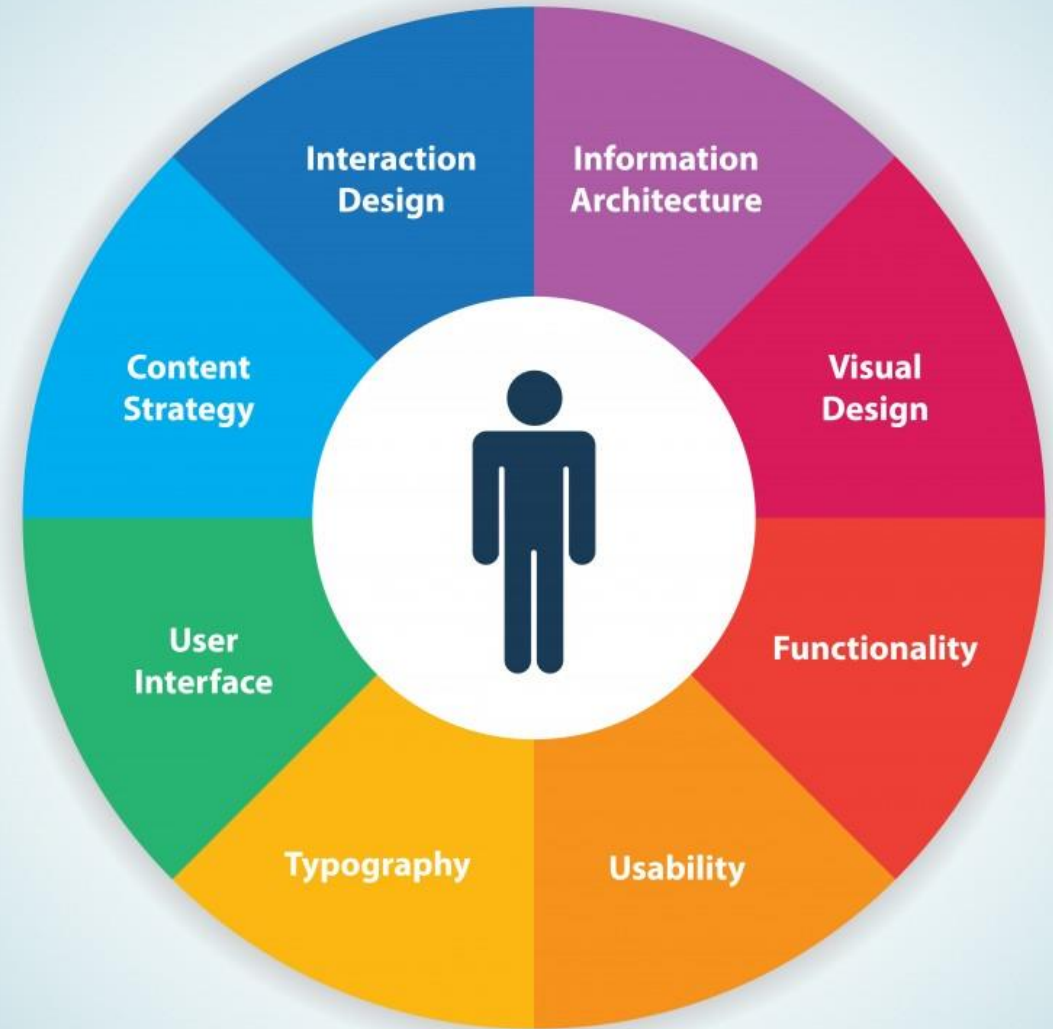 Interaction
Design
Information
Architecture
Visual
Design
Functionality
Usability
Typography
User
Interface
Content
Strategy